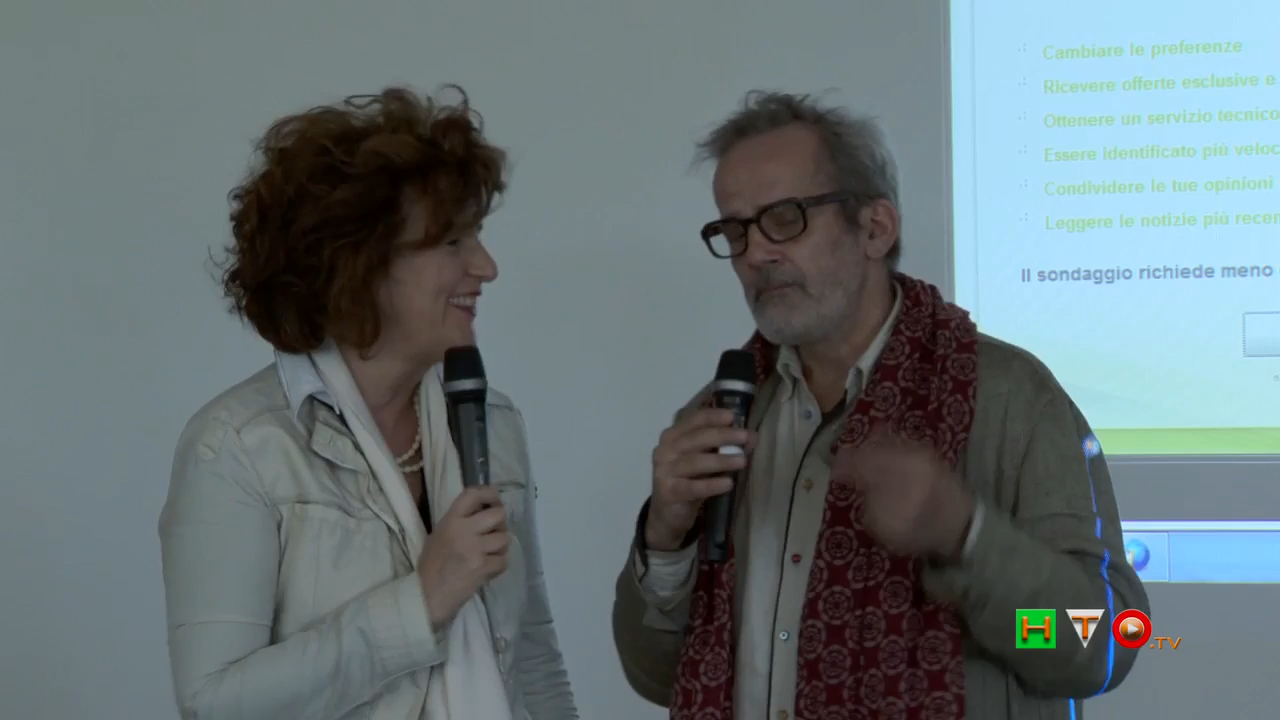 Cambiare le preferenze
Ricevere offerte esclusive e
Ottenere un servizio tecnico
Essere identificato più veloc
Condividere le tue opinioni
Leggere le notizie più recen
Il sondaggio richiede meno
HTO.TV